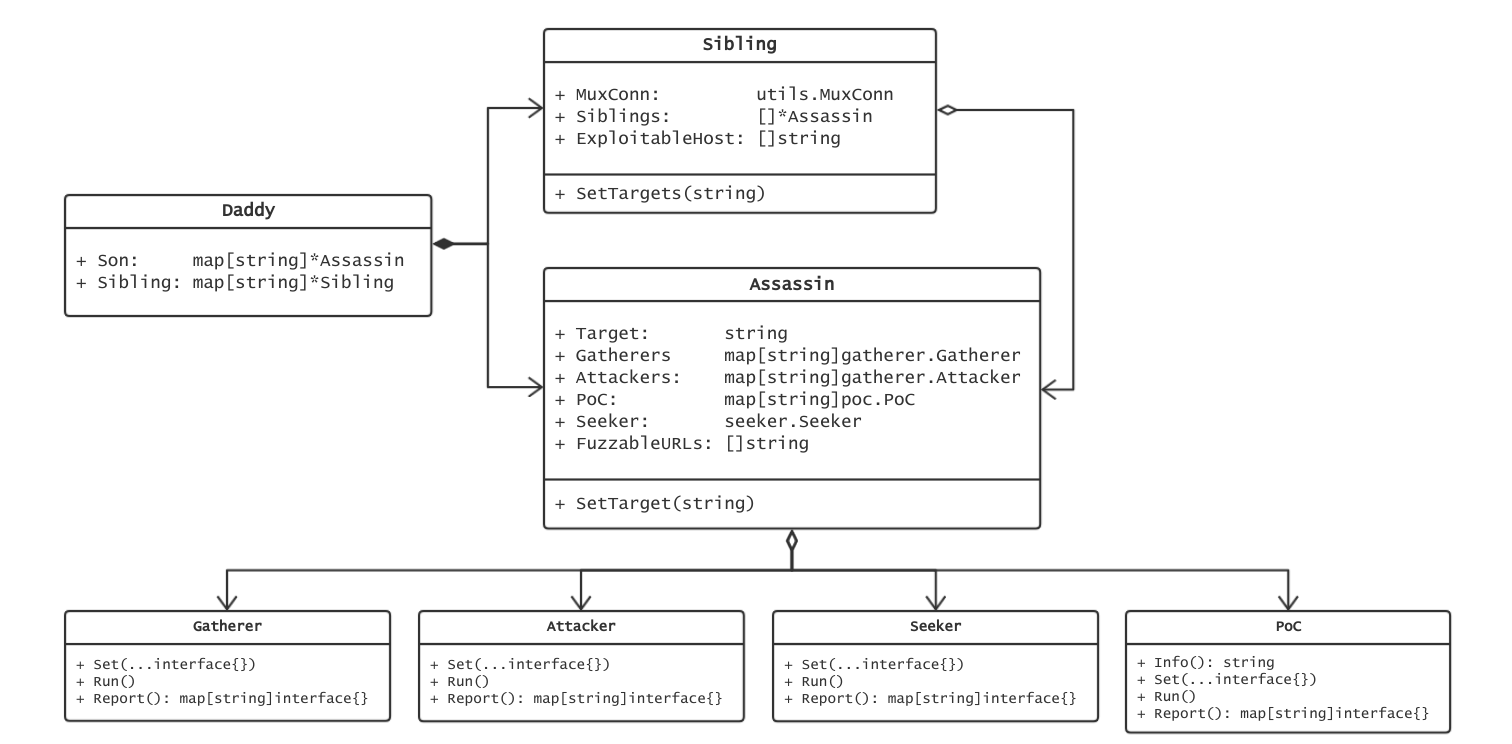 Sibling
+ MuxConn: utils.MuxConn
+ Siblings: []*Assassin
+ ExploitableHost: []string
+ SetTargets(string)
Daddy
+ Son: map[string]*Assassin
+ Sibling: map[string]*Sibling
Assassin
+ Target: string
+ Gatherers map[string]gatherer.Gatherer
+ Attackers: map[string]gatherer.Attacker
+ PoC: map[string]poc.PoC
+ Seeker: seeker.Seeker
+ FuzzableURLs: []string
+ SetTarget(string)
Gatherer
+ Set(...interface{})
+ Run()
+ Report(): map[string]interface{}
Attacker
+ Set(...interface{})
+ Run()
+ Report(): map[string]interface{}
Seeker
+ Set(...interface{})
+ Run()
+ Report(): map[string]interface{}
PoC
+ Info(): string
+ Set(...interface{})
+ Run()
+ Report(): map[string]interface{}